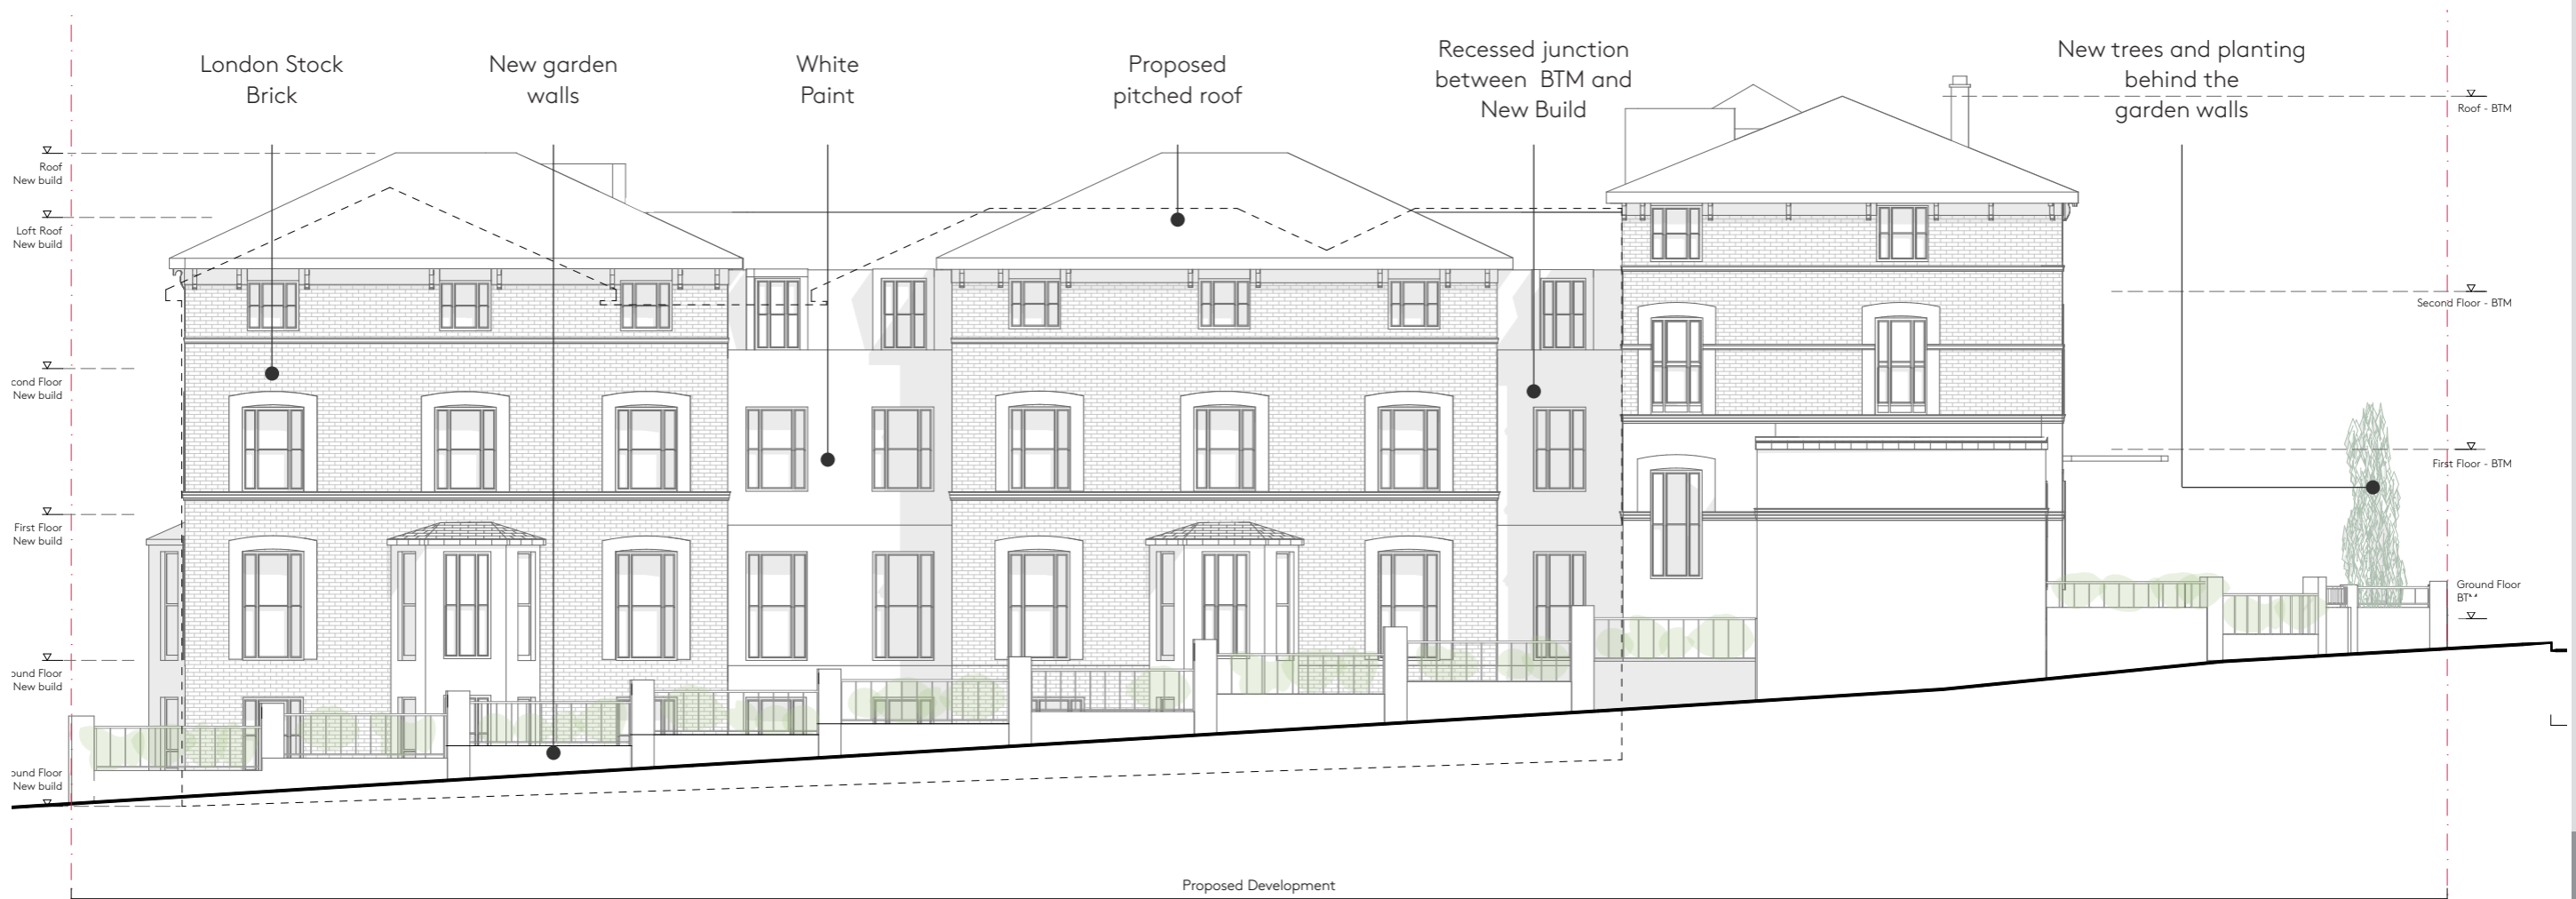 London Stock
Brick
New garden
walls
White
Paint
Proposed
pitched roof
Recessed junction
between BTM and
New Build
New trees and planting
behind the
garden walls
Roof
New build
Loft Roof
New build
cond Floor
New build
First Floor
New build
ound Floor
New build
ound Floor
New build
Roof - BTM
Second Floor - BTM
First Floor - BTM
Ground Floor
Proposed Development